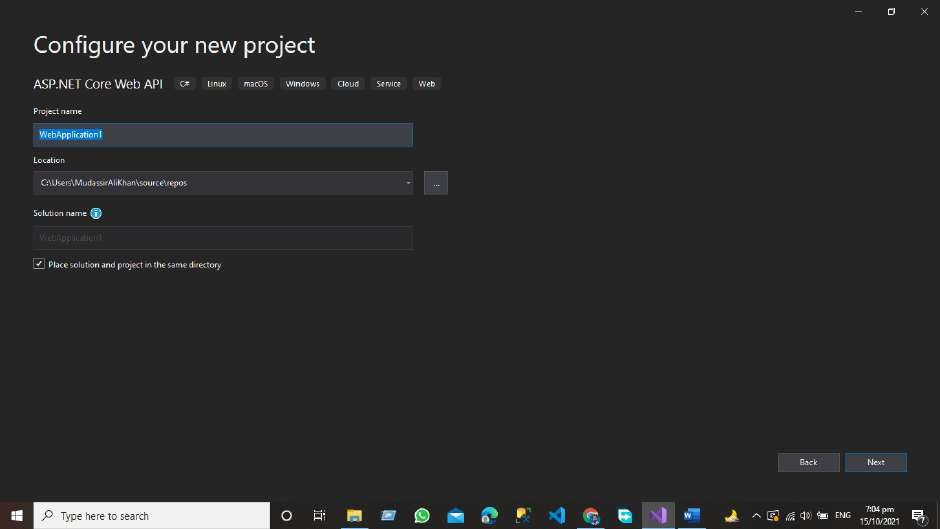 Configure your new project
ASP.NET Core Web API C# Linux macOS Windows Cloud Service Web
Project name
WebApplication1
Location
C:\Users\MudassirAliKhan\source\repos
...
Solution name
WebApplication1
Place solution and project in the same directory
Back Next
Type here to search
ENG
7:04 pm
15/10/2021
7